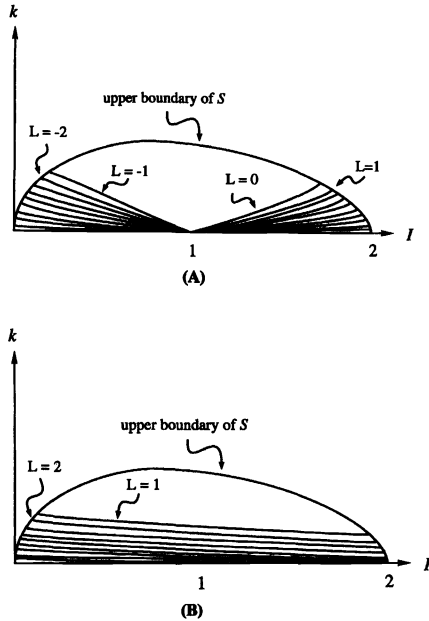 k
upper boundary of S
L = -2
L = -1
L = 0
L=1
1
2
I
(A)
k
upper boundary of S
L = 2
L = 1
1
2
I
(B)